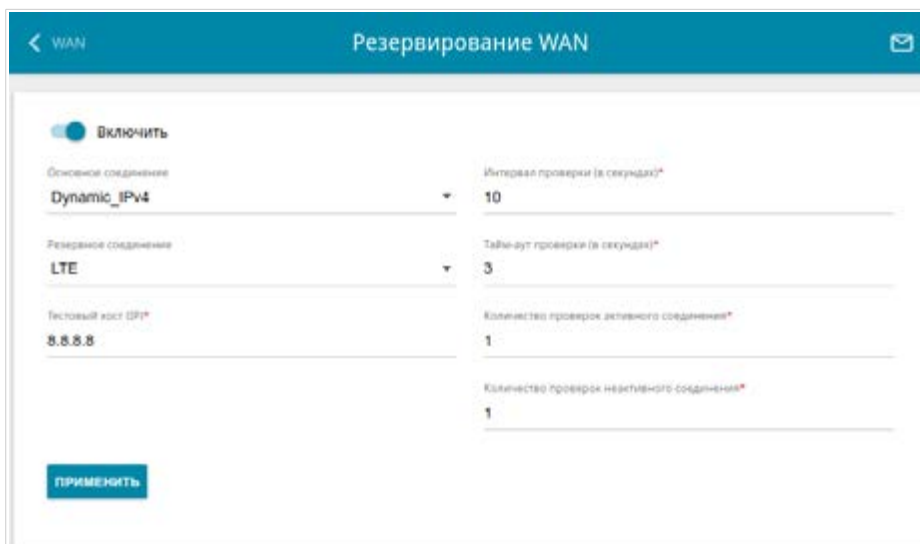 WAN
Резервирование WAN
Включить
Основное соединение
Dynamic_IPv4
Резервное соединение
LTE
Тестовый хост (IP)*
8.8.8.8
Интервал проверки (в секундах)*
10
Тайм-аут проверки (в секундах)*
3
Количество проверок активного соединения*
1
Количество проверок неактивного соединения*
1
ПРИМЕНИТЬ